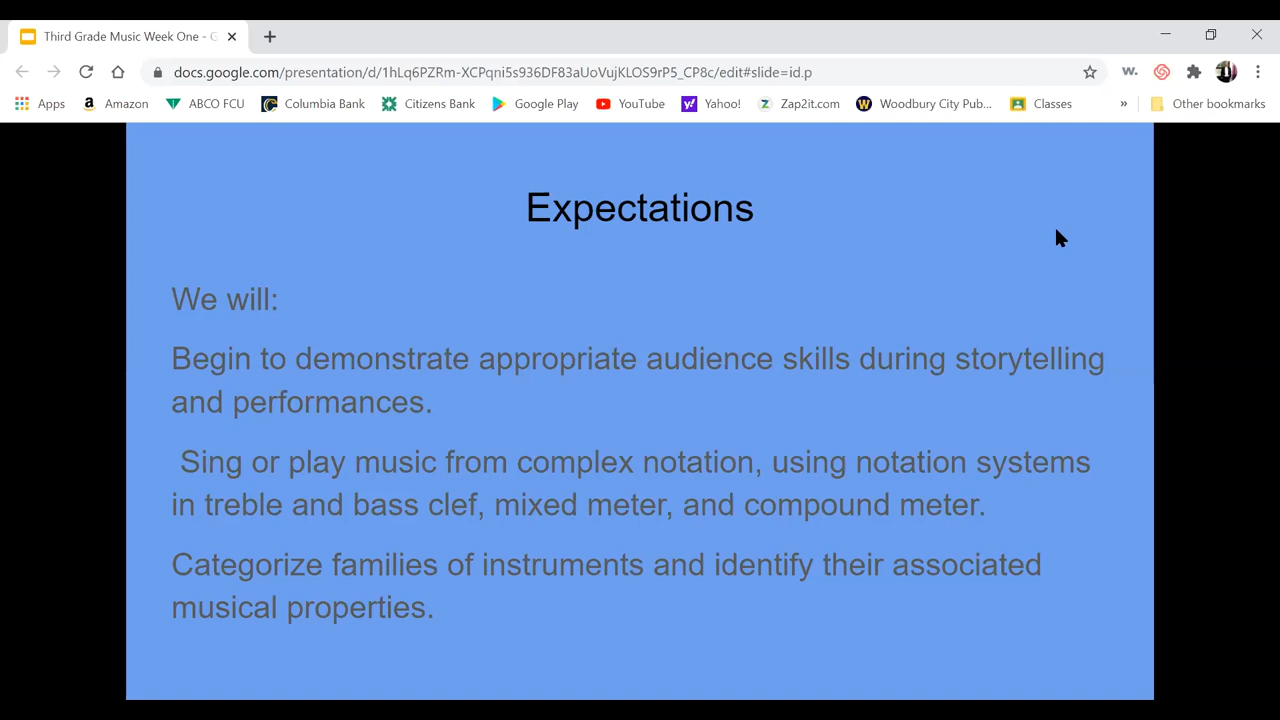 Third Grade Music Week One - G
docs.google.com/presentation/d/1hLq6PZRm-XCPqni5s936DF83aUoVujKLOS9rP5_CP8c/edit#slide=id.p
w.
Apps Amazon ABCO FCU Columbia Bank Citizens Bank Google Play YouTube Yahoo! Zap2it.com Woodbury City Pub... Classes » Other bookmarks
Expectations
We will:
Begin to demonstrate appropriate audience skills during storytelling
and performances.
Sing or play music from complex notation, using notation systems
in treble and bass clef, mixed meter, and compound meter.
Categorize families of instruments and identify their associated
musical properties.